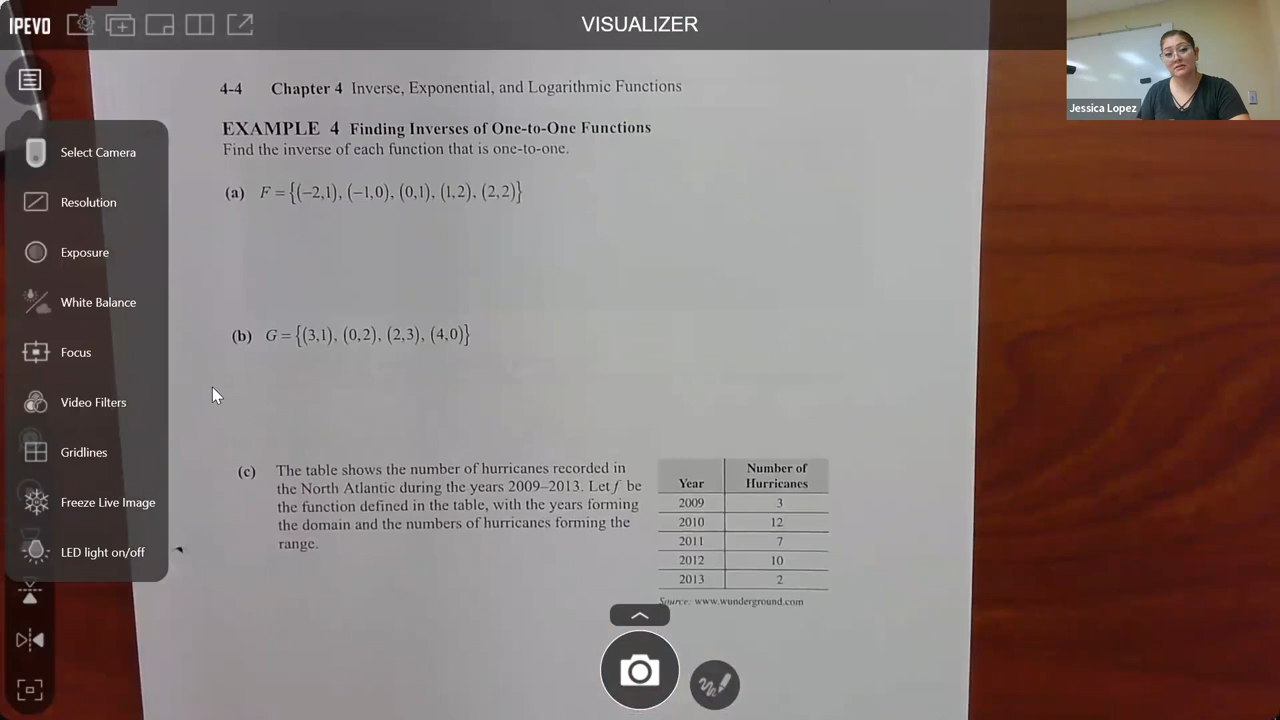 IPEVO
VISUALIZER
Jessica Lopez
Select Camera
Resolution
Exposure
White Balance
Focus
Video Filters
Gridlines
Freeze Live Image
LED light on/off
4-4 Chapter 4 Inverse, Exponential, and Logarithmic Functions
EXAMPLE 4 Finding Inverses of One-to-One Functions
Find the inverse of each function that is one-to-one.
(a) F = {(−2,1), (−1,0), (0,1), (1,2), (2,2)}
(b) G = {(3,1), (0,2), (2,3), (4,0)}
(c) The table shows the number of hurricanes recorded in
the North Atlantic during the years 2009–2013. Let f be
the function defined in the table, with the years forming
the domain and the numbers of hurricanes forming the
range.
Number of
Year Hurricanes
2009 3
2010 12
2011 7
2012 10
2013 2
Source: www.wunderground.com